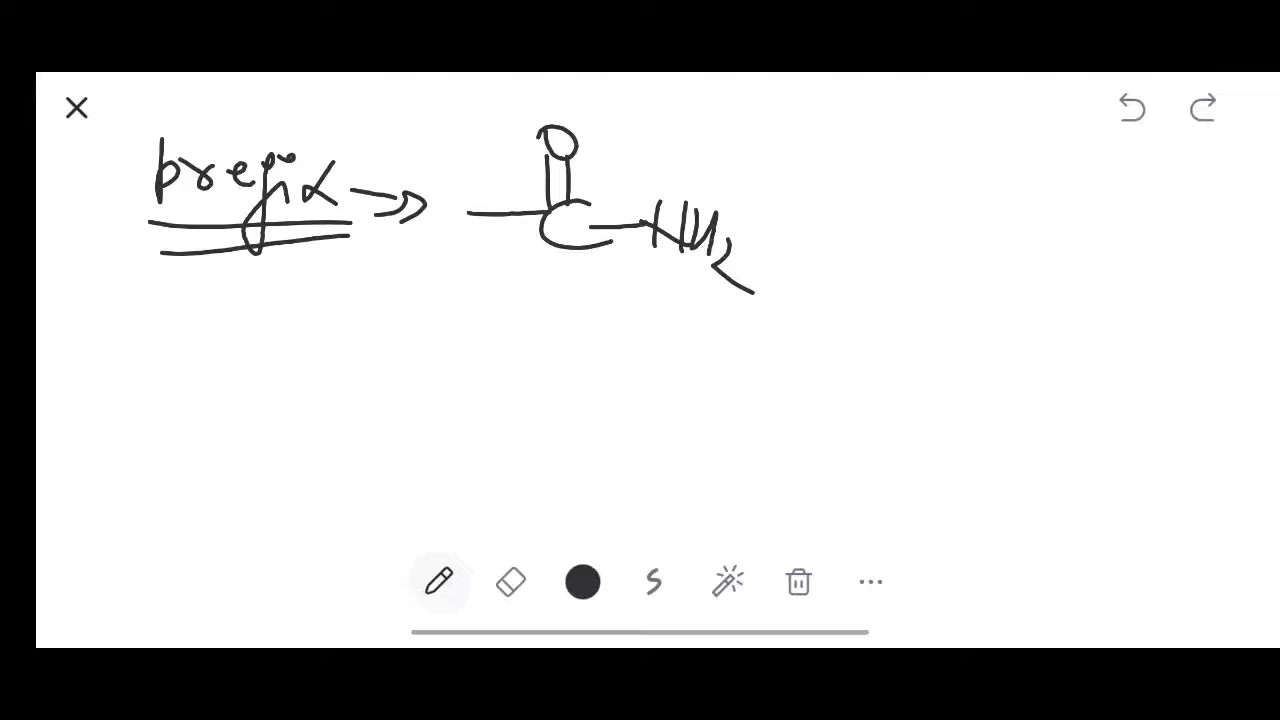 O
prefix → — C — NH2